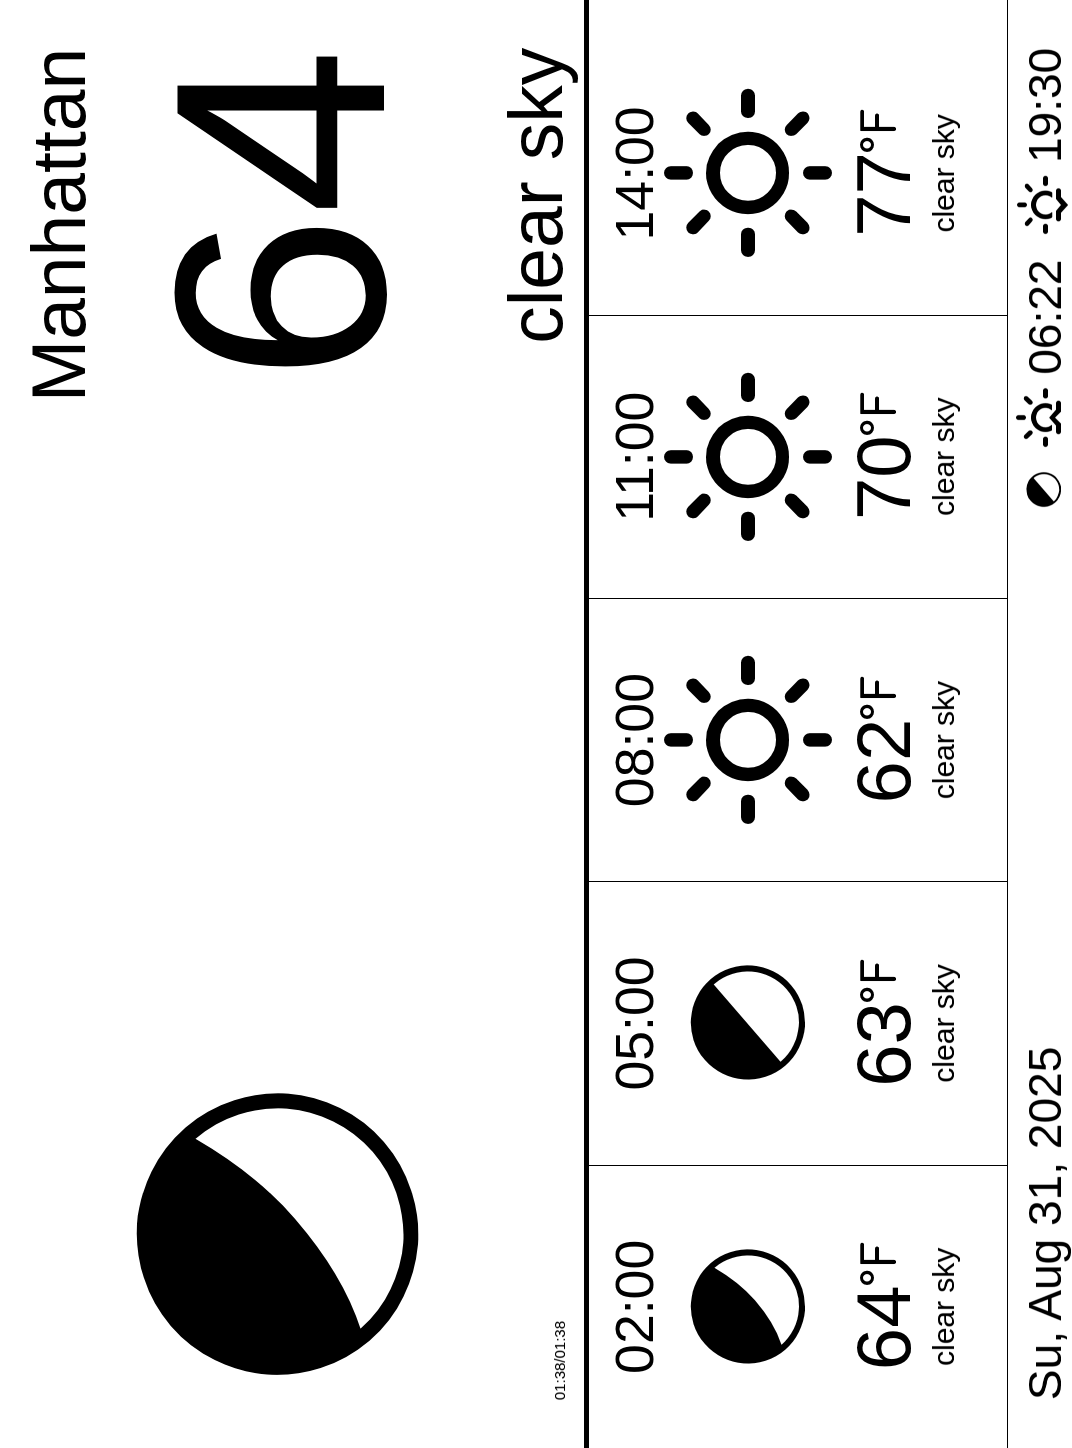 Manhattan
64
clear sky
01:38/01:38
02:00 05:00 08:00 11:00 14:00
64°F 63°F 62°F 70°F 77°F
clear sky clear sky clear sky clear sky clear sky
Su, Aug 31, 2025 06:22 19:30